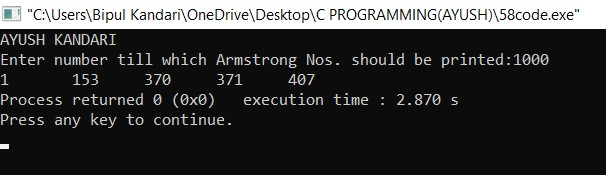 "C:\Users\Bipul Kandari\OneDrive\Desktop\C PROGRAMMING(AYUSH)\58code.exe"
AYUSH KANDARI
Enter number till which Armstrong Nos. should be printed:1000
1 153 370 371 407
Process returned 0 (0x0) execution time : 2.870 s
Press any key to continue.